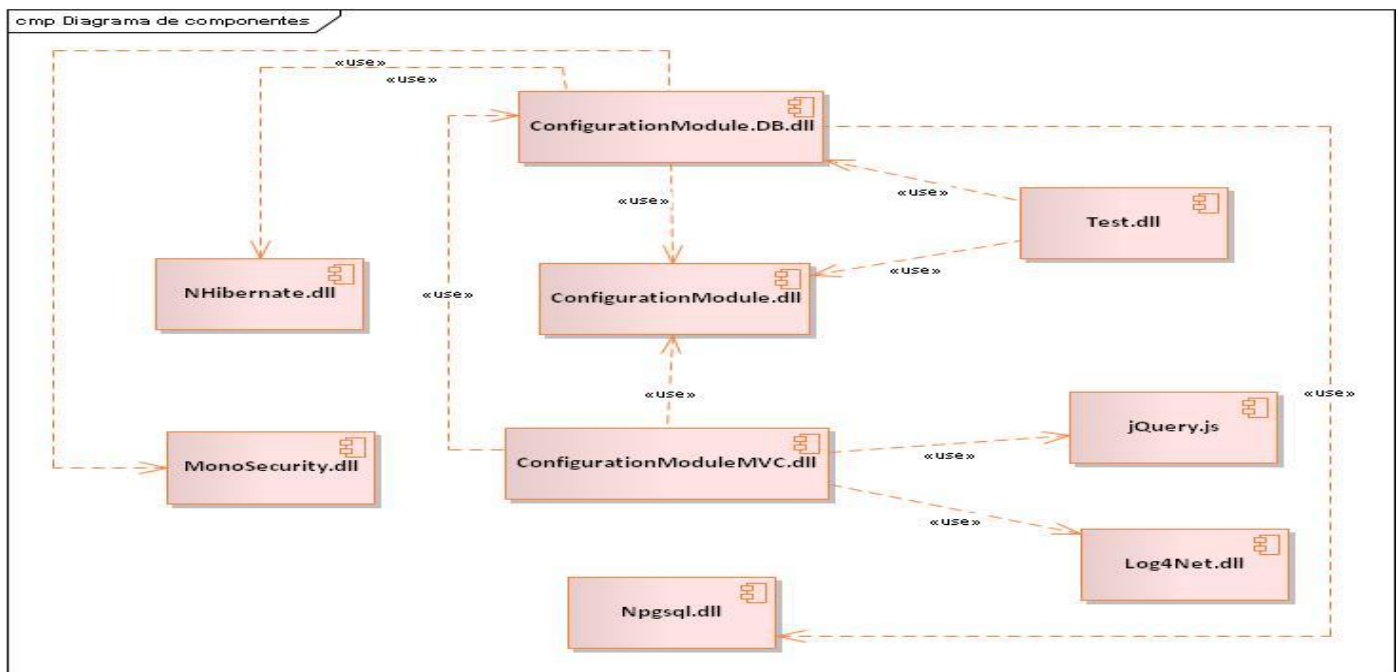 cmp Diagrama de componentes
«use»
«use»
ConfigurationModule.DB.dll
«use»
«use»
Test.dll
«use»
NHibernate.dll
«use»
ConfigurationModule.dll
«use»
«use»
jQuery.js
MonoSecurity.dll
ConfigurationModuleMVC.dll
«use»
«use»
Log4Net.dll
Npgsql.dll